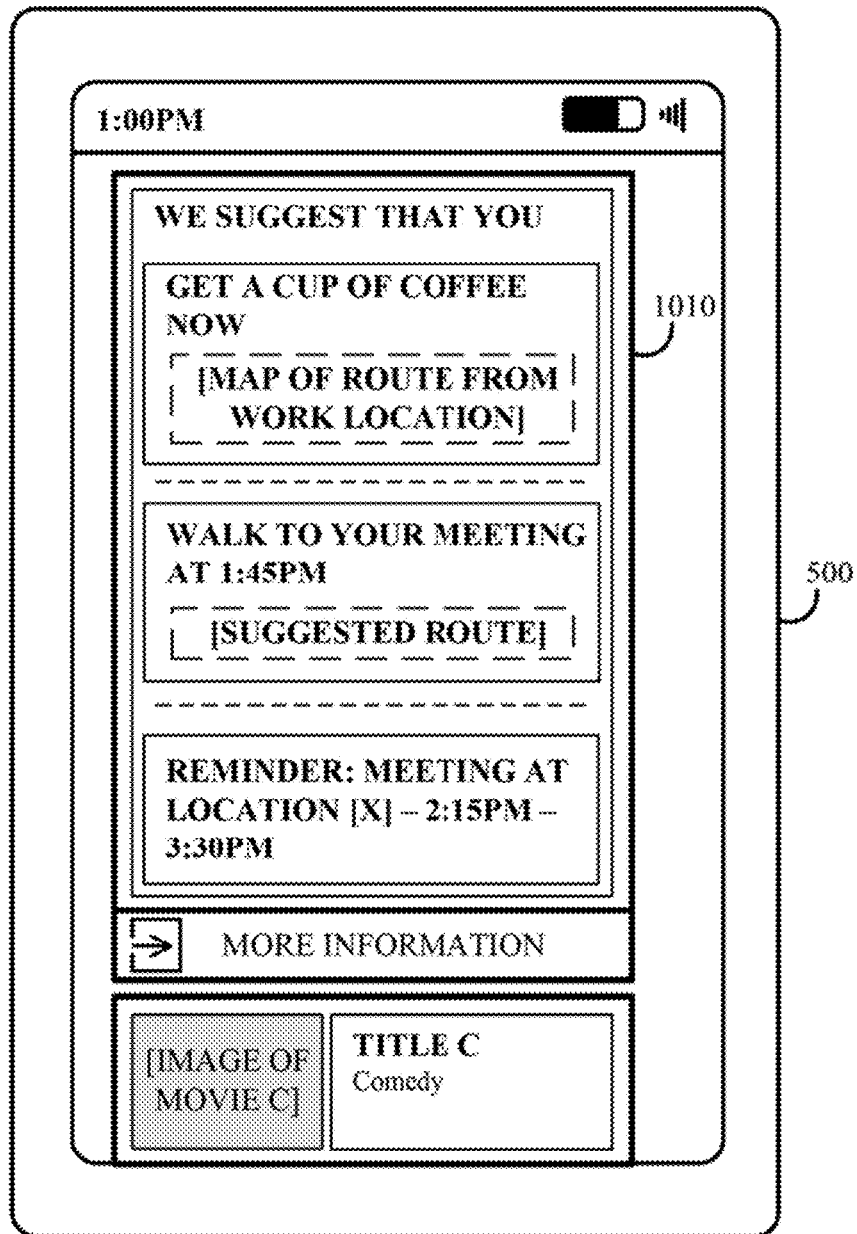 1:00PM
WE SUGGEST THAT YOU
GET A CUP OF COFFEE
NOW
[MAP OF ROUTE FROM
WORK LOCATION]
WALK TO YOUR MEETING
AT 1:45PM
[SUGGESTED ROUTE]
REMINDER: MEETING AT
LOCATION [X] – 2:15PM –
3:30PM
MORE INFORMATION
[IMAGE OF
MOVIE C]
TITLE C
Comedy
1010
500